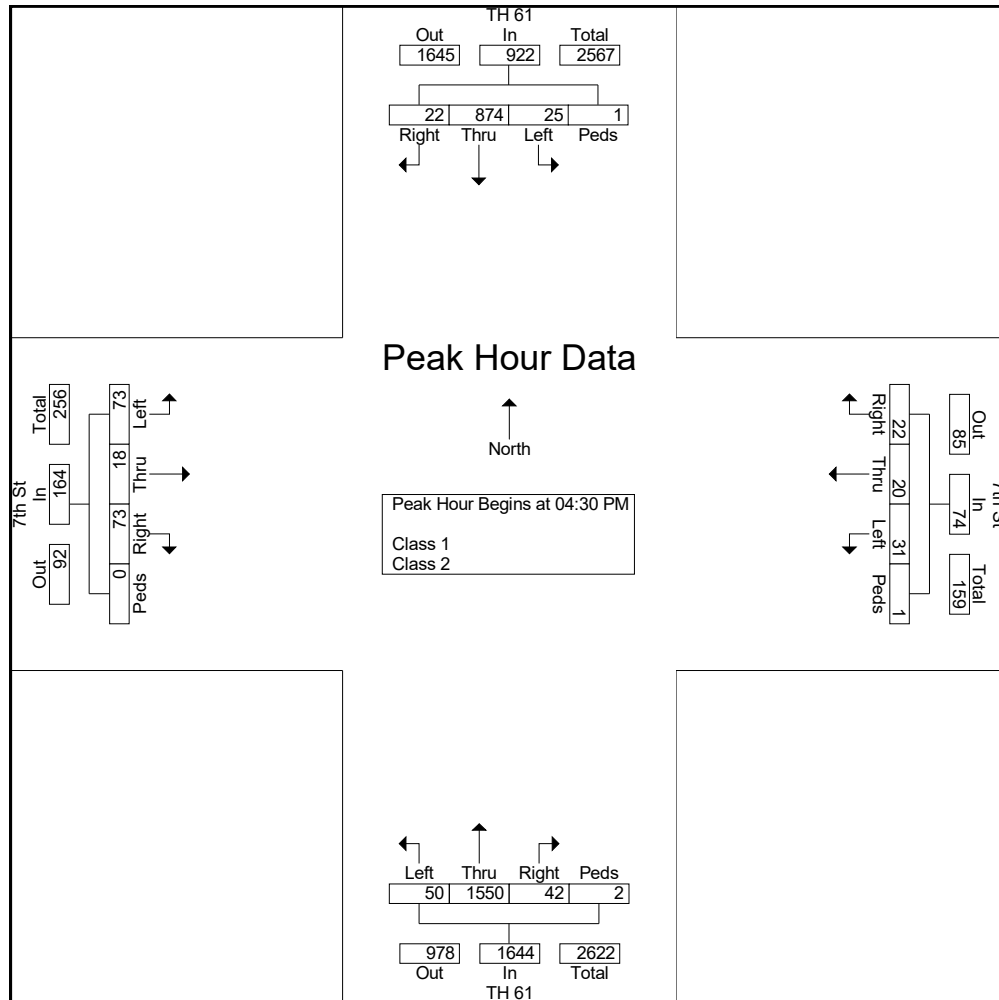 TH 61
Out In Total
1645 922 2567
22 874 25 1
Right Thru Left Peds
Peak Hour Data
North
Peak Hour Begins at 04:30 PM
Class 1
Class 2
7th St
Total In Out
256 164 92
73 18 73 0
Left Thru Right Peds
7th St
Out In Total
85 74 159
22 20 31 1
Right Thru Left Peds
Left Thru Right Peds
50 1550 42 2
978 1644 2622
Out In Total
TH 61